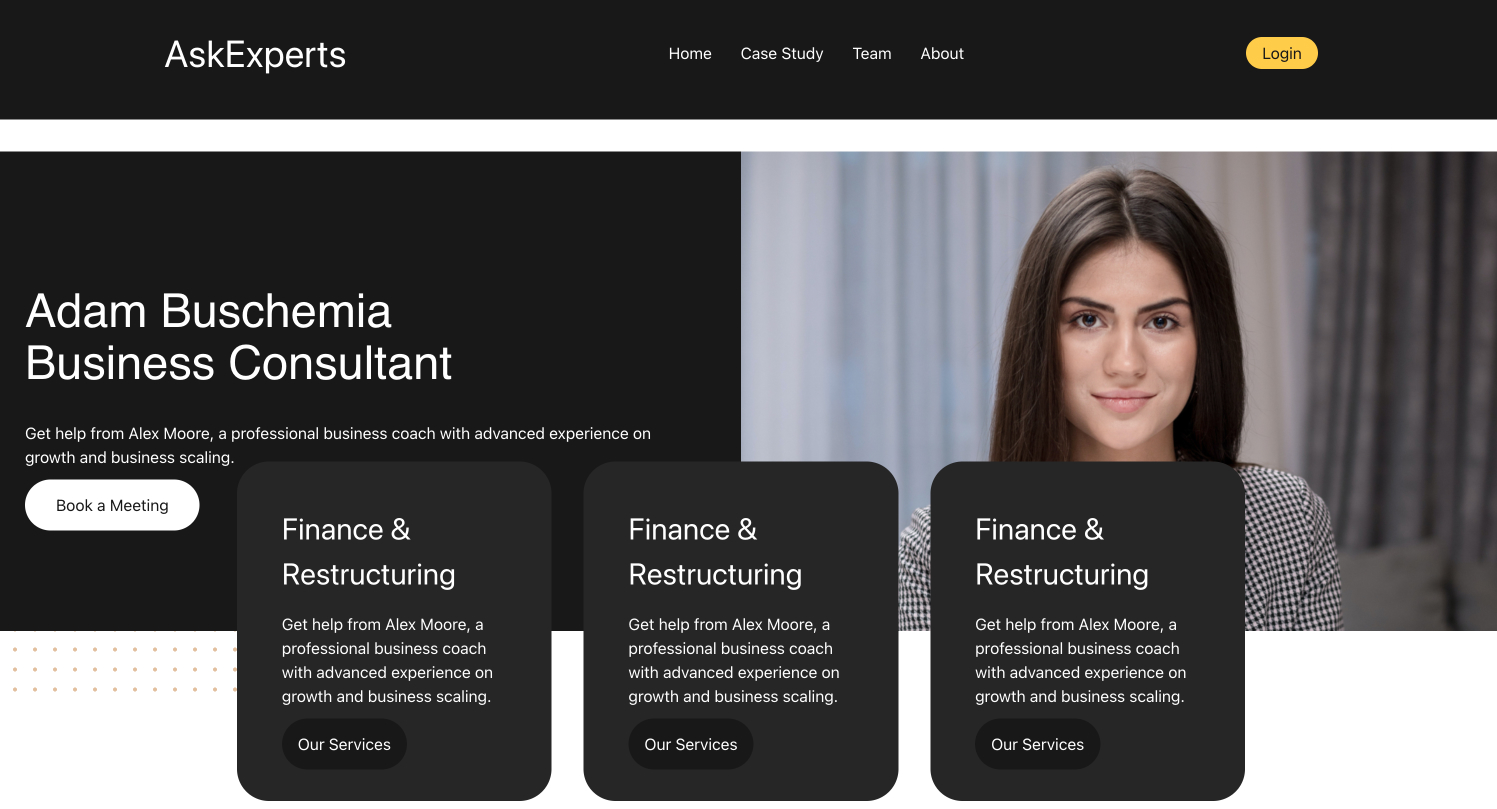 AskExperts
Home
Case Study
Team
About
Login
Adam Buschemia
Business Consultant
Get help from Alex Moore, a professional business coach with advanced experience on
growth and business scaling.
Book a Meeting
Finance &
Restructuring
Get help from Alex Moore, a
professional business coach
with advanced experience on
growth and business scaling.
Our Services
Finance &
Restructuring
Get help from Alex Moore, a
professional business coach
with advanced experience on
growth and business scaling.
Our Services
Finance &
Restructuring
Get help from Alex Moore, a
professional business coach
with advanced experience on
growth and business scaling.
Our Services